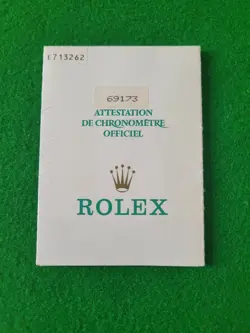 E713262
69173
ATTESTATION
DE CHRONOMÈTRE
OFFICIEL
ROLEX